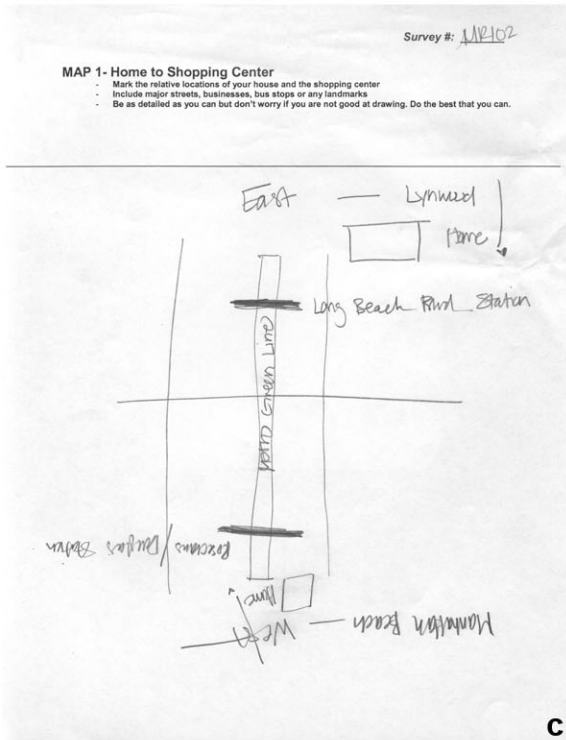 Survey #: MR102
MAP 1- Home to Shopping Center
- Mark the relative locations of your house and the shopping center
- Include major streets, businesses, bus stops or any landmarks
- Be as detailed as you can but don't worry if you are not good at drawing. Do the best that you can.
East — Lynwood
Home
Long Beach Blvd Station
Metro Green Line
Rosecrans / Douglas Station
Manhattan Beach — West
C